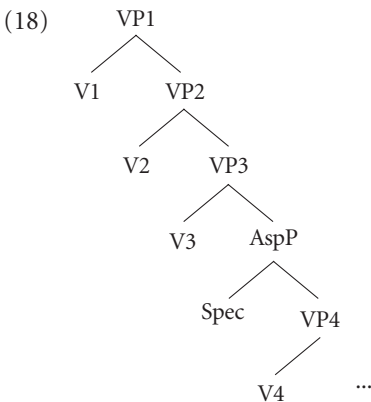 (18) VP1
V1 VP2
V2 VP3
V3 AspP
Spec VP4
V4 ...